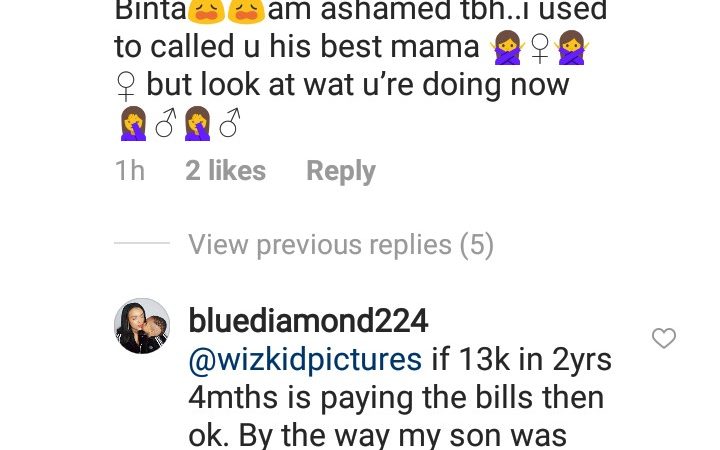 Binta😩😩am ashamed tbh..i used
to called u his best mama 🙅♀🙅
♀ but look at wat u’re doing now
🤦♂🤦♂
1h 2 likes Reply
View previous replies (5)
bluediamond224
@wizkidpictures if 13k in 2yrs
4mths is paying the bills then
ok. By the way my son was